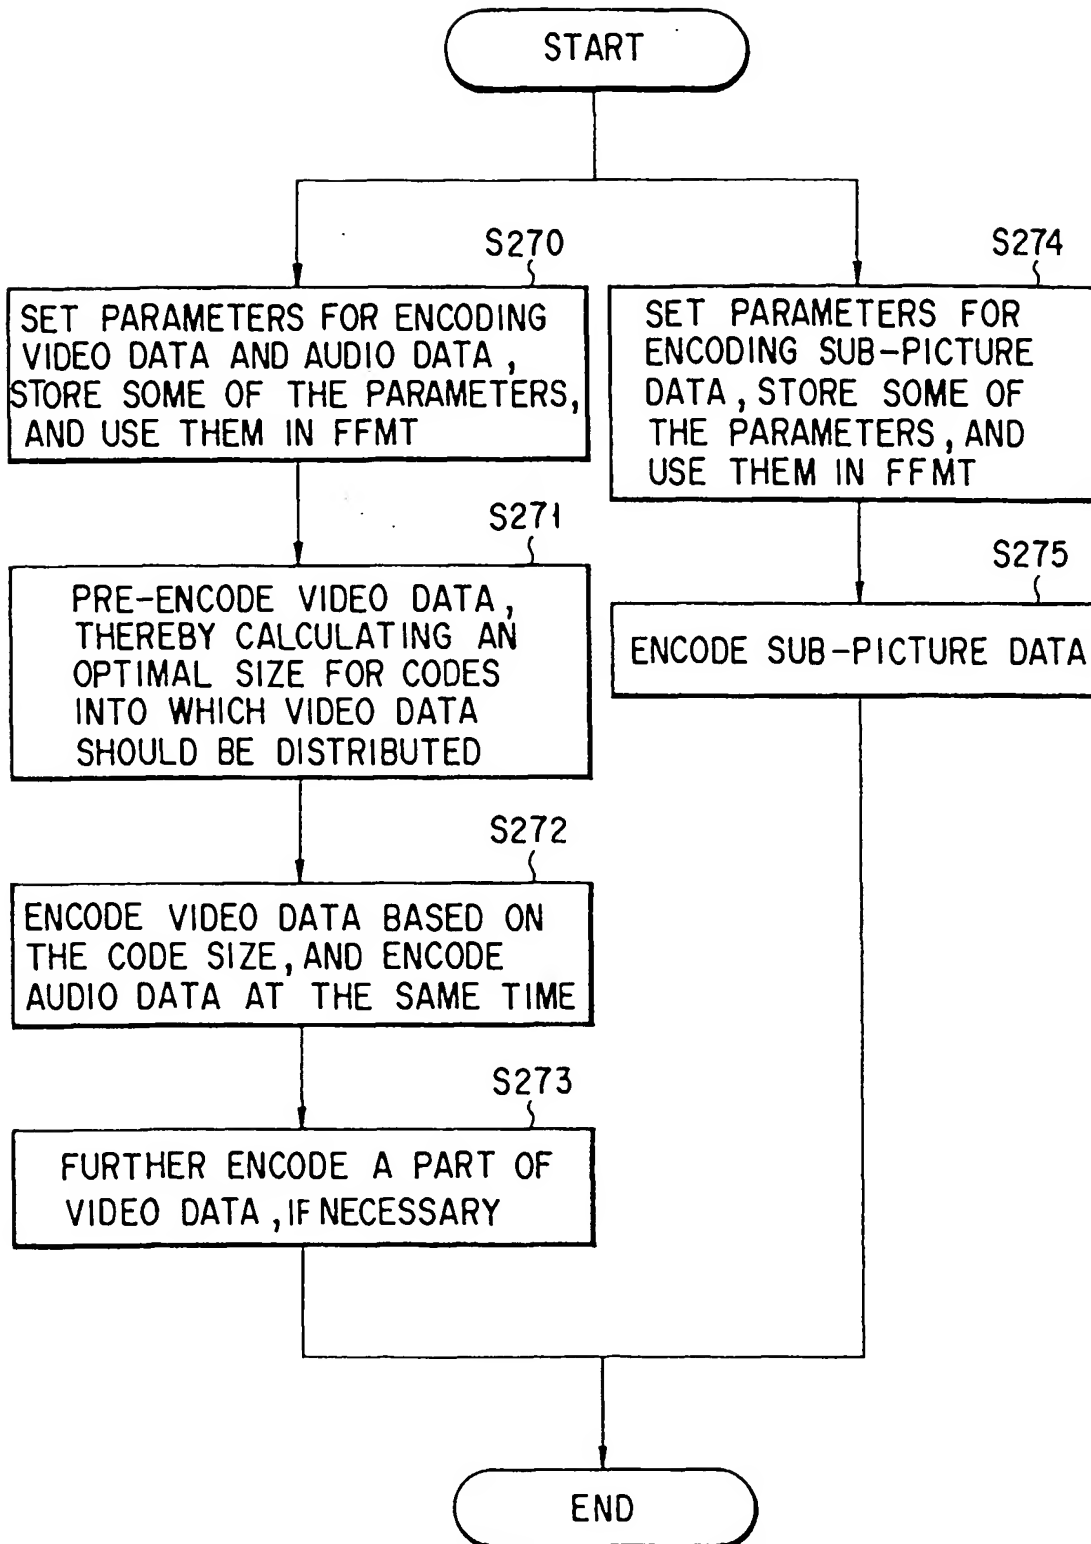 START
S270
SET PARAMETERS FOR ENCODING
VIDEO DATA AND AUDIO DATA,
STORE SOME OF THE PARAMETERS,
AND USE THEM IN FFMT
S271
PRE-ENCODE VIDEO DATA,
THEREBY CALCULATING AN
OPTIMAL SIZE FOR CODES
INTO WHICH VIDEO DATA
SHOULD BE DISTRIBUTED
S272
ENCODE VIDEO DATA BASED ON
THE CODE SIZE, AND ENCODE
AUDIO DATA AT THE SAME TIME
S273
FURTHER ENCODE A PART OF
VIDEO DATA, IF NECESSARY
S274
SET PARAMETERS FOR
ENCODING SUB-PICTURE
DATA, STORE SOME OF
THE PARAMETERS, AND
USE THEM IN FFMT
S275
ENCODE SUB-PICTURE DATA
END